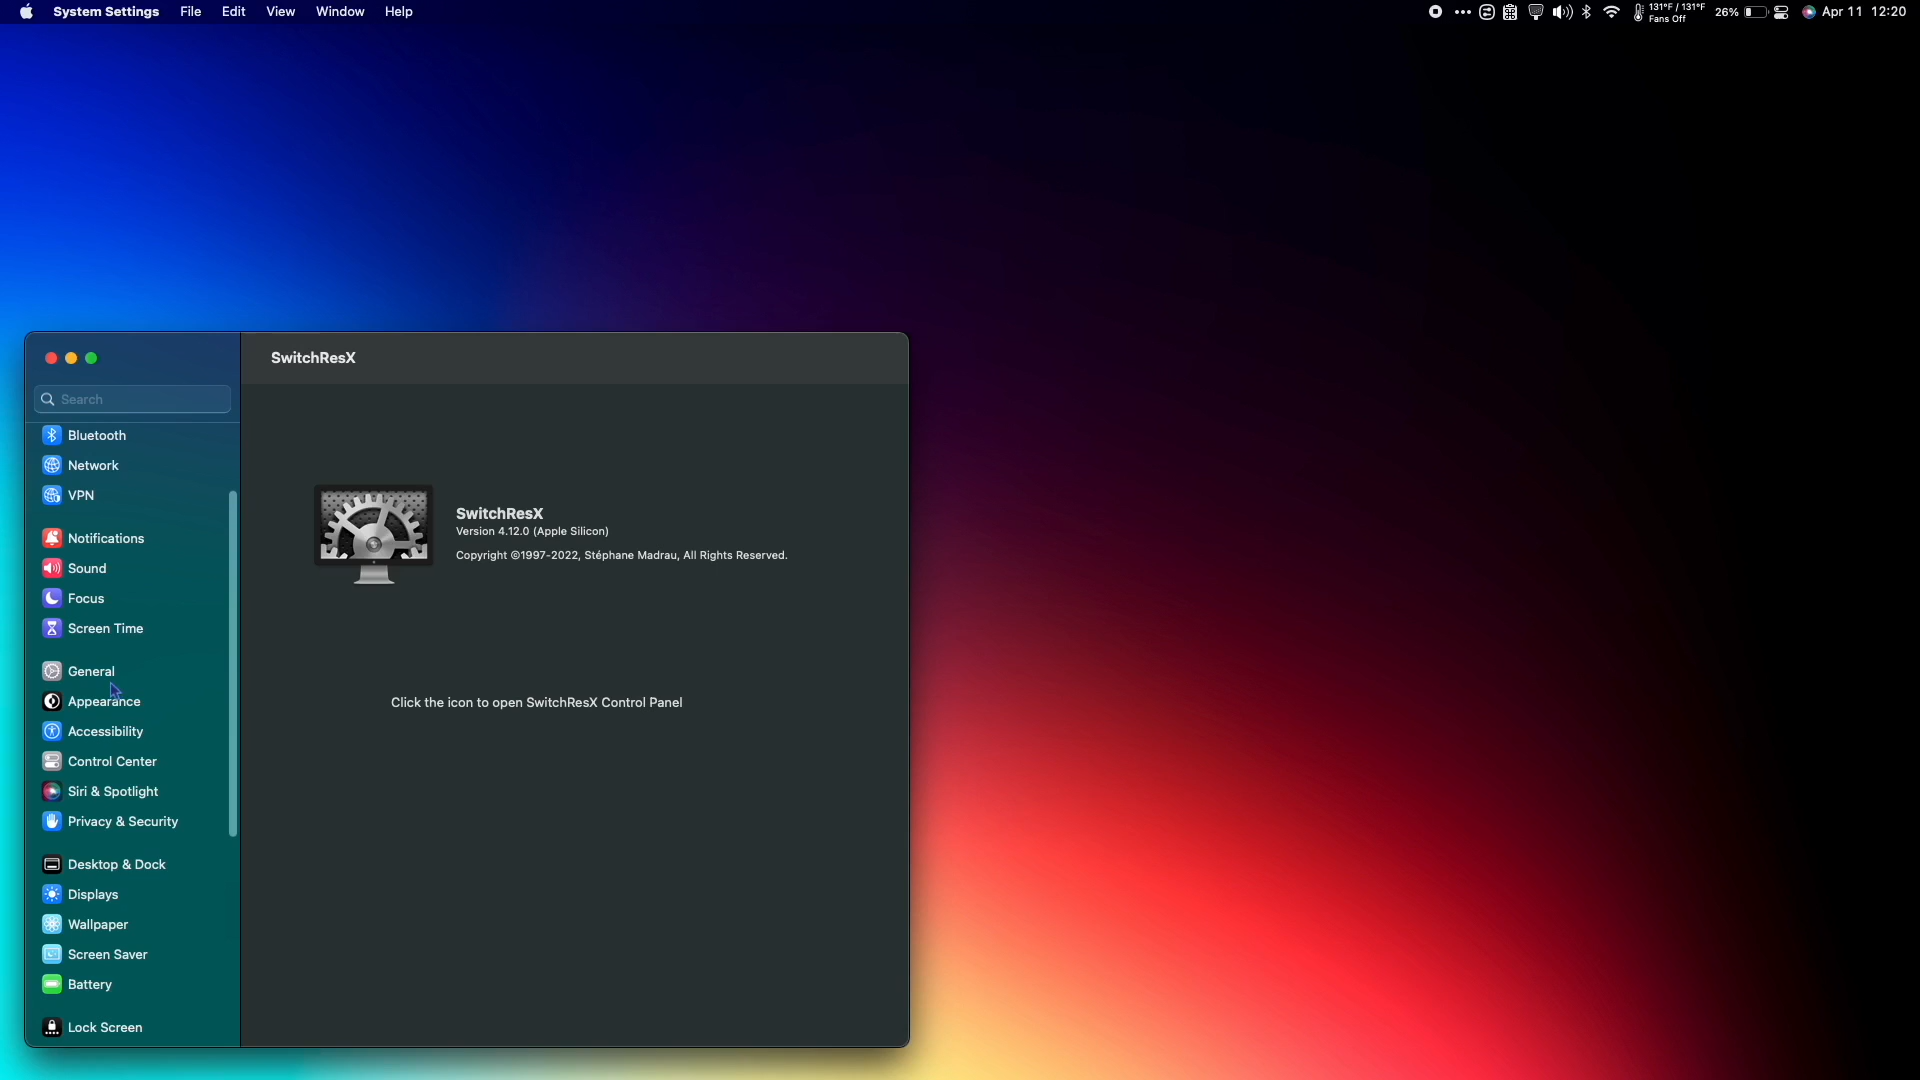 System Settings File Edit View Window Help
131°F / 131°F
Fans Off
26%
Apr 11 12:20
SwitchResX
Search
Bluetooth
Network
VPN
Notifications
Sound
Focus
Screen Time
General
Appearance
Accessibility
Control Center
Siri & Spotlight
Privacy & Security
Desktop & Dock
Displays
Wallpaper
Screen Saver
Battery
Lock Screen
SwitchResX
Version 4.12.0 (Apple Silicon)
Copyright ©1997-2022, Stéphane Madrau, All Rights Reserved.
Click the icon to open SwitchResX Control Panel